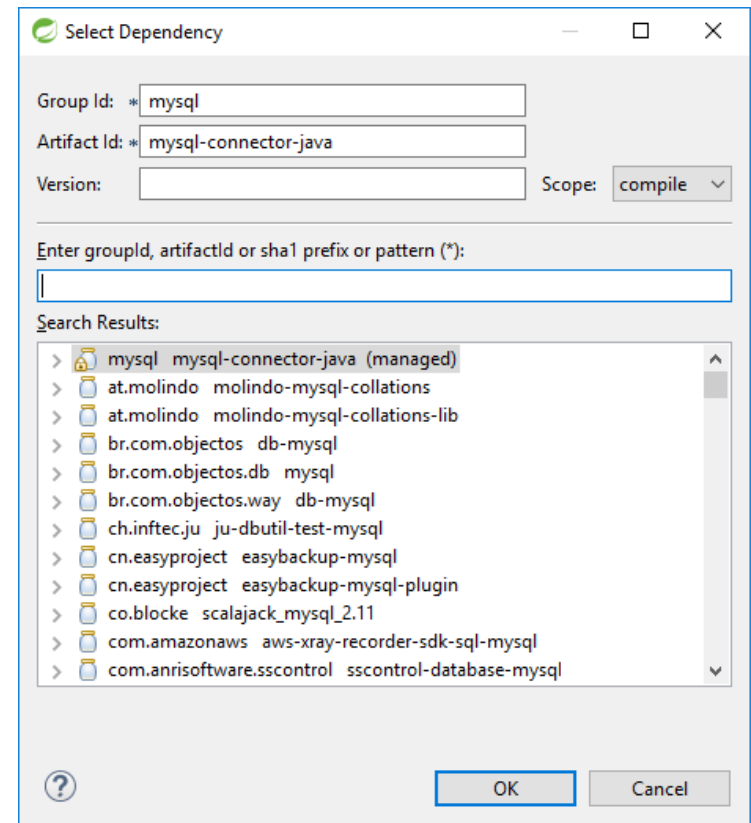 Select Dependency
Group Id: * mysql
Artifact Id: * mysql-connector-java
Version: Scope: compile
Enter groupId, artifactId or sha1 prefix or pattern (*):
Search Results:
mysql mysql-connector-java (managed)
at.molindo molindo-mysql-collations
at.molindo molindo-mysql-collations-lib
br.com.objectos db-mysql
br.com.objectos.db mysql
br.com.objectos.way db-mysql
ch.inftec.ju ju-dbutil-test-mysql
cn.easyproject easybackup-mysql
cn.easyproject easybackup-mysql-plugin
co.blocke scalajack_mysql_2.11
com.amazonaws aws-xray-recorder-sdk-sql-mysql
com.anrisoftware.sscontrol sscontrol-database-mysql
? OK Cancel